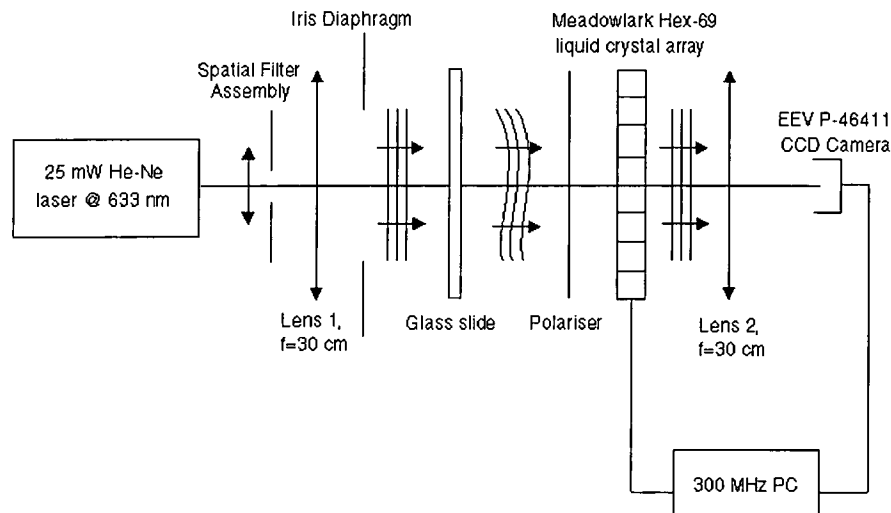 Iris Diaphragm
Meadowlark Hex-69
liquid crystal array
Spatial Filter
Assembly
EEV P-46411
CCD Camera
25 mW He-Ne
laser @ 633 nm
Lens 1,
f=30 cm
Glass slide
Polariser
Lens 2,
f=30 cm
300 MHz PC